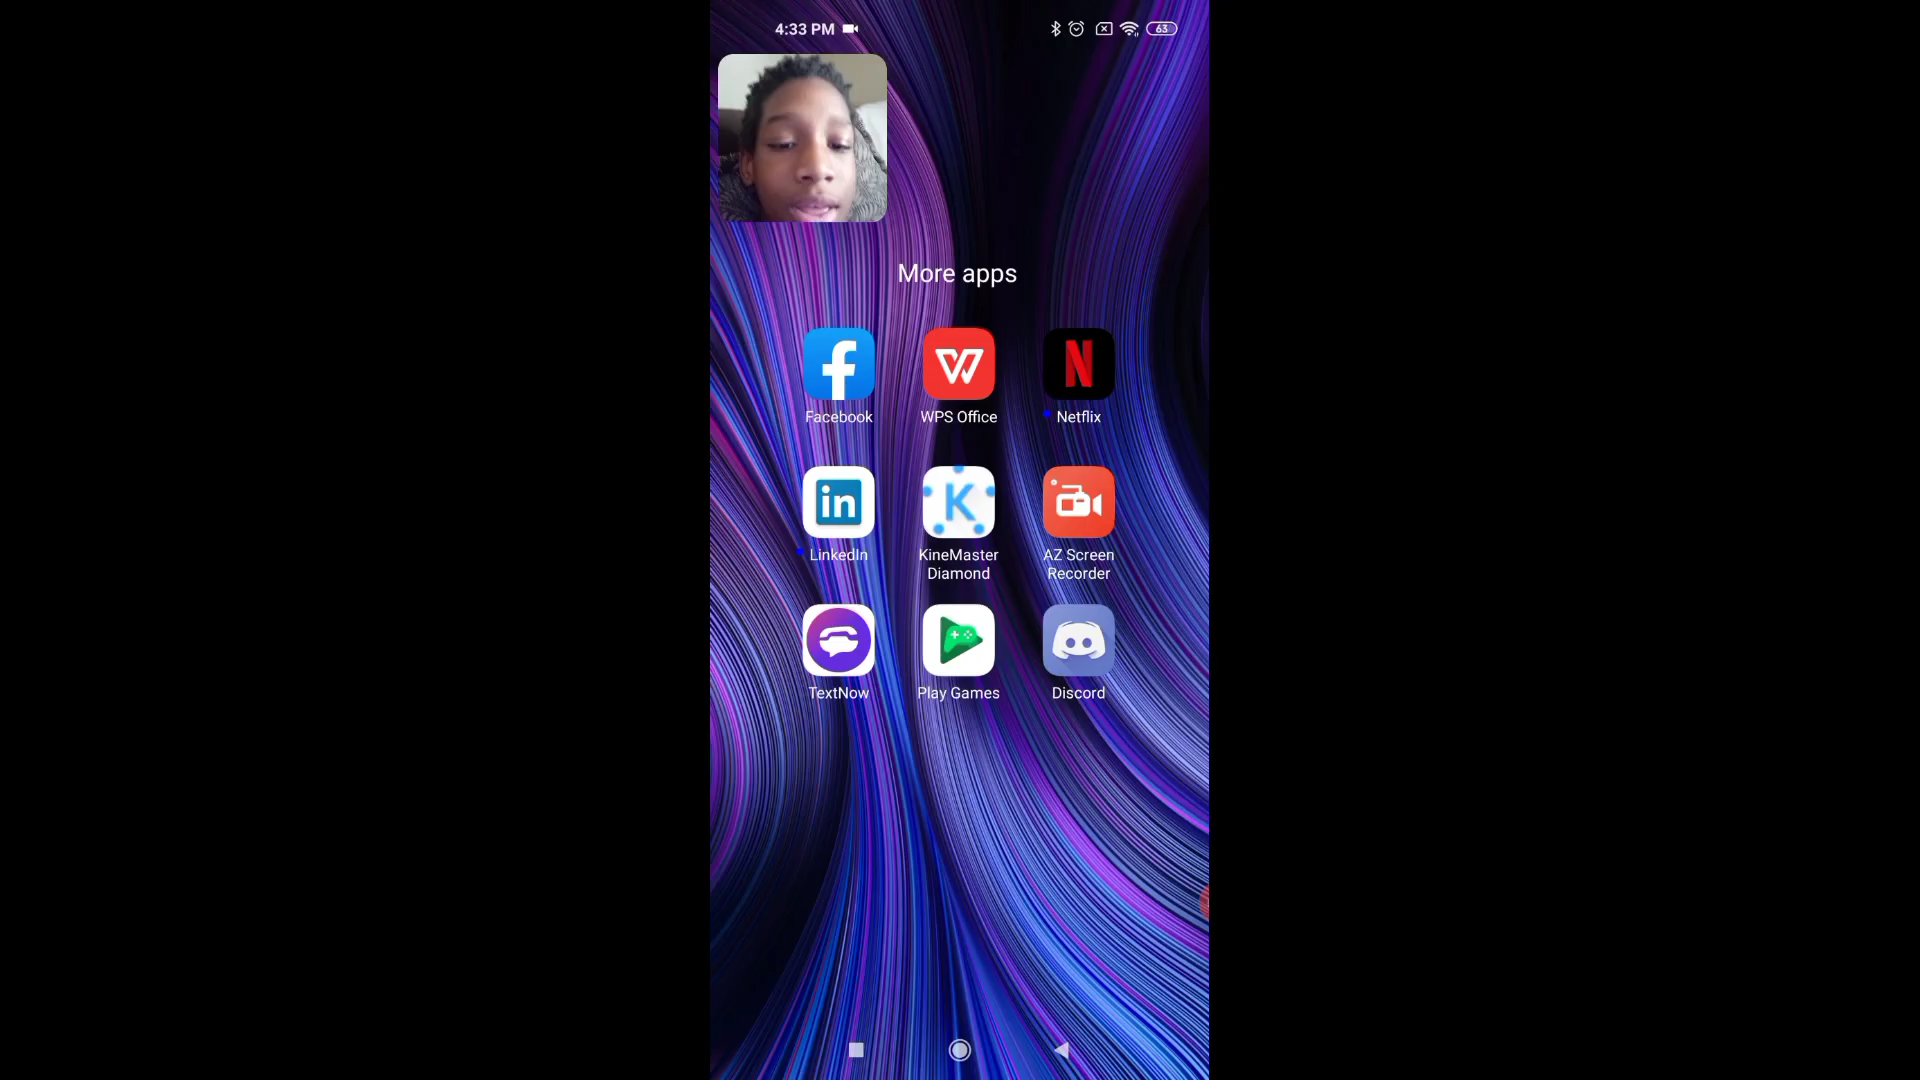 4:33 PM
63
More apps
Facebook
WPS Office
Netflix
LinkedIn
KineMaster
Diamond
AZ Screen
Recorder
TextNow
Play Games
Discord